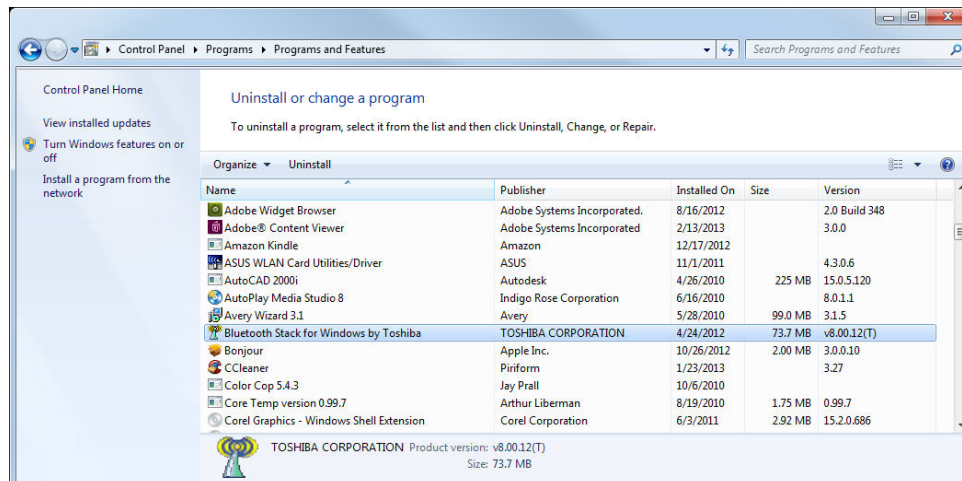 Control Panel Programs Programs and Features
Search Programs and Features
Control Panel Home
View installed updates
Turn Windows features on or
off
Install a program from the
network
Uninstall or change a program
To uninstall a program, select it from the list and then click Uninstall, Change, or Repair.
Organize Uninstall
Name Publisher Installed On Size Version
Adobe Widget Browser Adobe Systems Incorporated. 8/16/2012 2.0 Build 348
Adobe® Content Viewer Adobe Systems Incorporated 2/13/2013 3.0.0
Amazon Kindle Amazon 12/17/2012
ASUS WLAN Card Utilities/Driver ASUS 11/1/2011 4.3.0.6
AutoCAD 2000i Autodesk 4/26/2010 225 MB 15.0.5.120
AutoPlay Media Studio 8 Indigo Rose Corporation 6/16/2010 8.0.1.1
Avery Wizard 3.1 Avery 5/28/2010 99.0 MB 3.1.5
Bluetooth Stack for Windows by Toshiba TOSHIBA CORPORATION 4/24/2012 73.7 MB v8.00.12(T)
Bonjour Apple Inc. 10/26/2012 2.00 MB 3.0.0.10
CCleaner Piriform 1/23/2013 3.27
Color Cop 5.4.3 Jay Prall 10/6/2010
Core Temp version 0.99.7 Arthur Liberman 8/19/2010 1.75 MB 0.99.7
Corel Graphics - Windows Shell Extension Corel Corporation 6/3/2011 2.92 MB 15.2.0.686
TOSHIBA CORPORATION Product version: v8.00.12(T)
Size: 73.7 MB